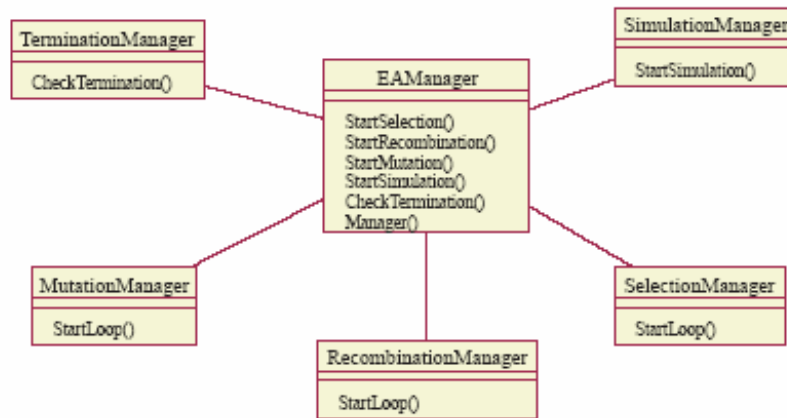 TerminationManager
CheckTermination()
SimulationManager
StartSimulation()
EAManager
StartSelection()
StartRecombination()
StartMutation()
StartSimulation()
CheckTermination()
Manager()
MutationManager
StartLoop()
SelectionManager
StartLoop()
RecombinationManager
StartLoop()